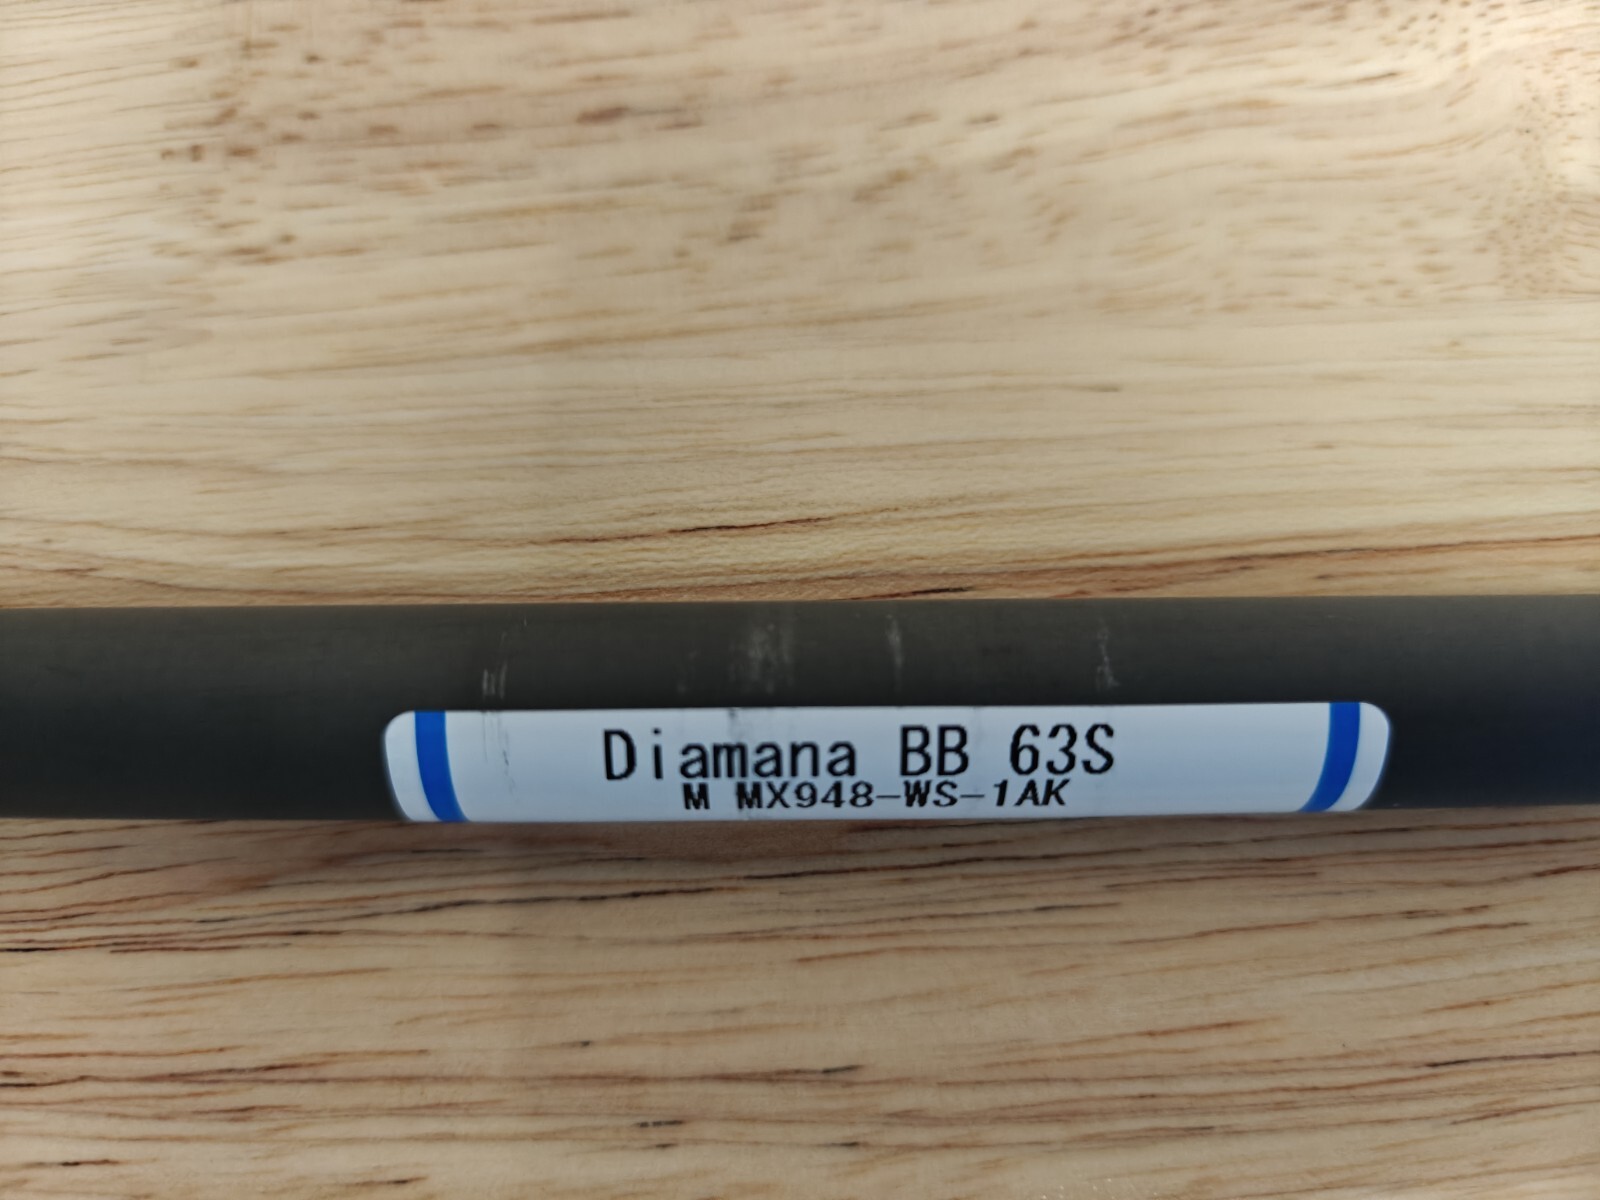 Diamana BB 63S
M MX948-WS-1AK